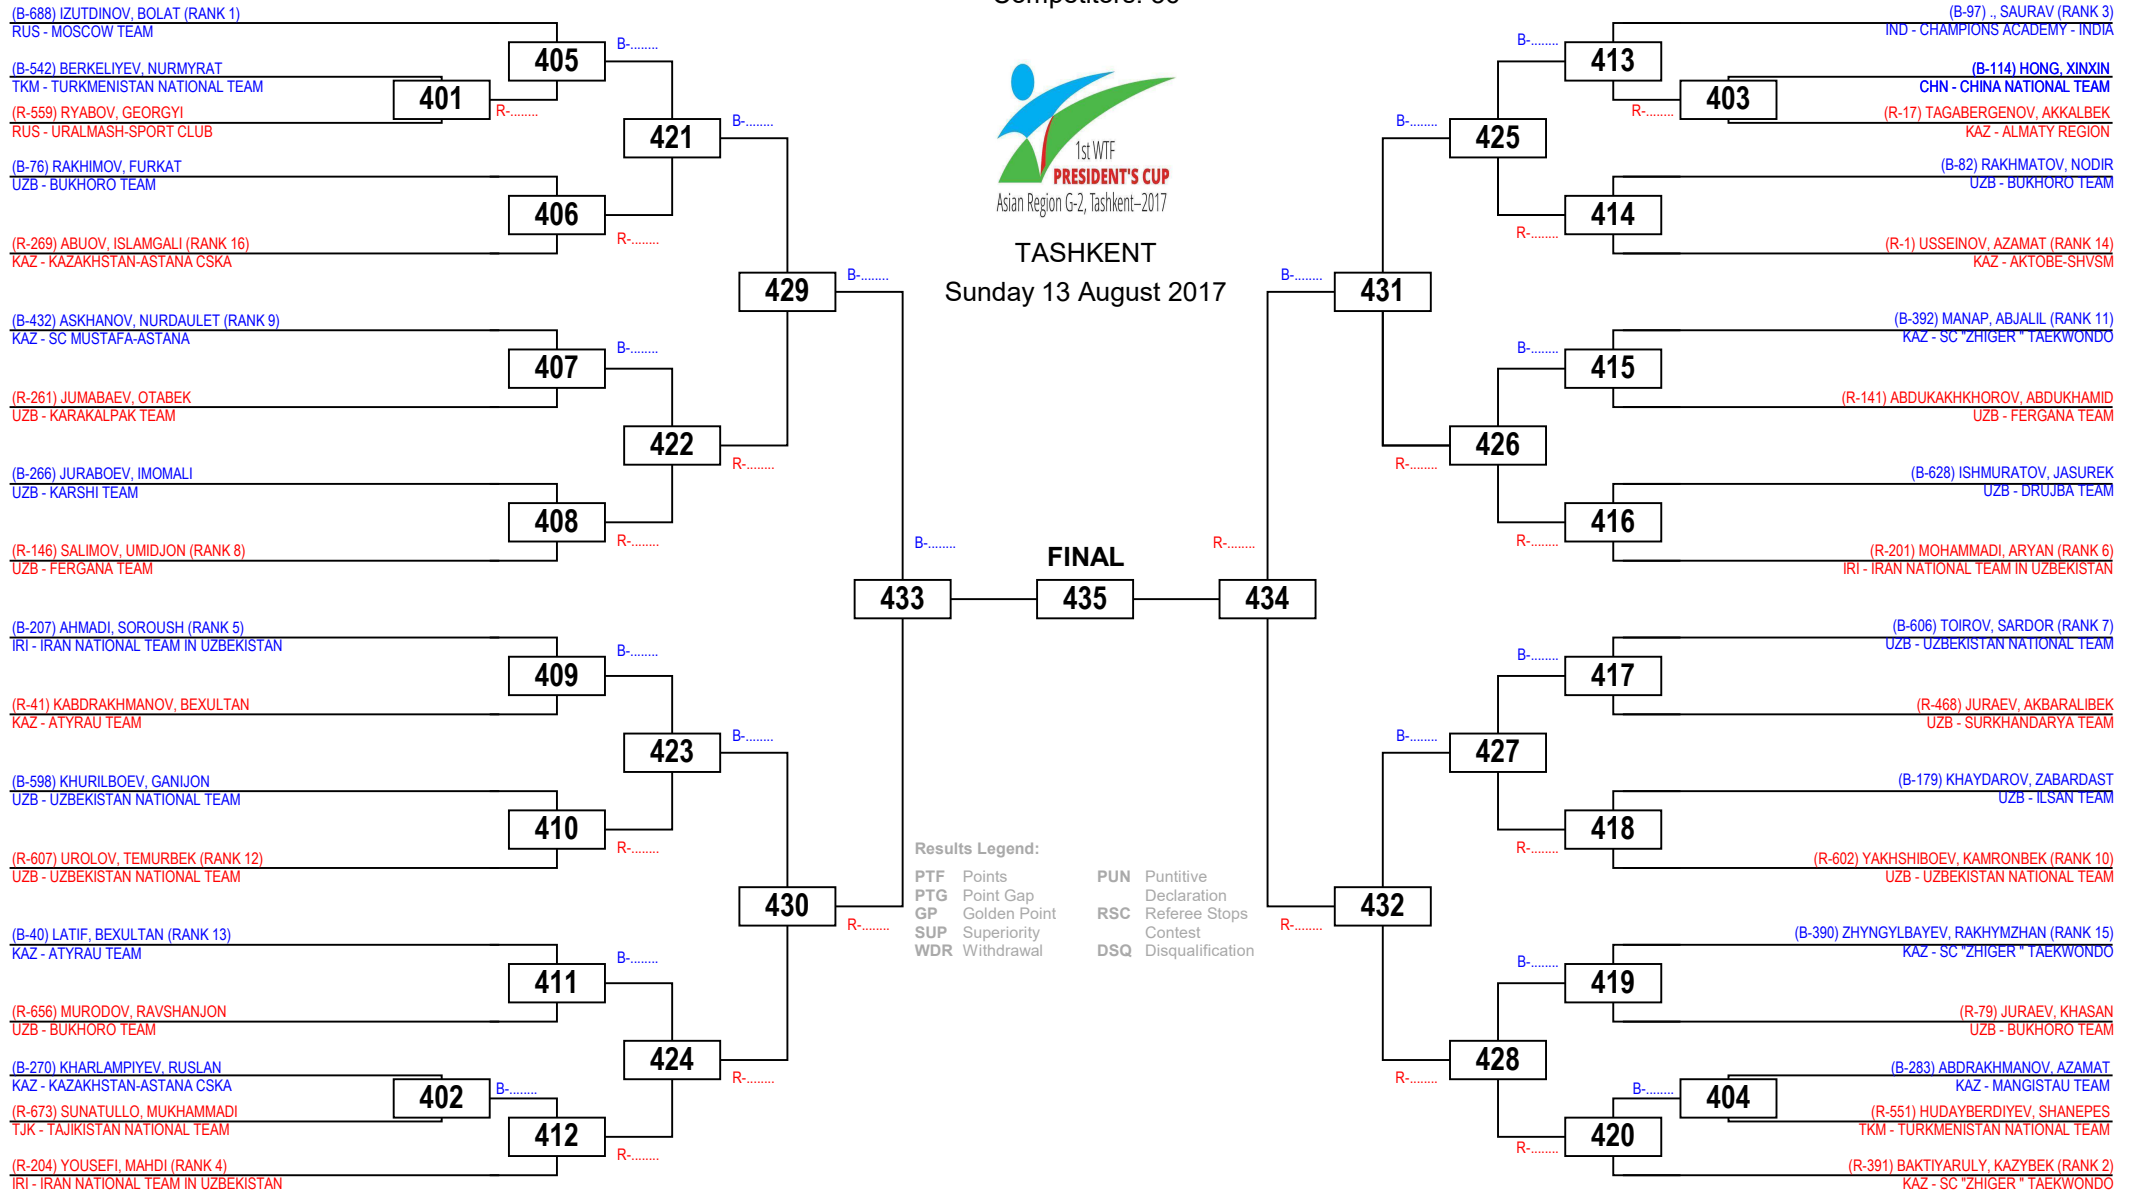 (B-688) IZUTDINOV, BOLAT (RANK 1)
RUS - MOSCOW TEAM
(B-542) BERKELIYEV, NURMYRAT
TKM - TURKMENISTAN NATIONAL TEAM
(R-559) RYABOV, GEORGYI
RUS - URALMASH-SPORT CLUB
(B-76) RAKHIMOV, FURKAT
UZB - BUKHORO TEAM
(R-269) ABUOV, ISLAMGALI (RANK 16)
KAZ - KAZAKHSTAN-ASTANA CSKA
(B-432) ASKHANOV, NURDAULET (RANK 9)
KAZ - SC MUSTAFA-ASTANA
(R-261) JUMABAEV, OTABEK
UZB - KARAKALPAK TEAM
(B-266) JURABOEV, IMOMALI
UZB - KARSHI TEAM
(R-146) SALIMOV, UMIDJON (RANK 8)
UZB - FERGANA TEAM
(B-207) AHMADI, SOROUSH (RANK 5)
IRI - IRAN NATIONAL TEAM IN UZBEKISTAN
(R-41) KABDRAKHMANOV, BEXULTAN
KAZ - ATYRAU TEAM
(B-598) KHURILBOEV, GANIJON
UZB - UZBEKISTAN NATIONAL TEAM
(R-607) UROLOV, TEMURBEK (RANK 12)
UZB - UZBEKISTAN NATIONAL TEAM
(B-40) LATIF, BEXULTAN (RANK 13)
KAZ - ATYRAU TEAM
(R-656) MURODOV, RAVSHANJON
UZB - BUKHORO TEAM
(B-270) KHARLAMPIYEV, RUSLAN
KAZ - KAZAKHSTAN-ASTANA CSKA
(R-673) SUNATULLO, MUKHAMMADI
TJK - TAJIKISTAN NATIONAL TEAM
(R-204) YOUSEFI, MAHDI (RANK 4)
IRI - IRAN NATIONAL TEAM IN UZBEKISTAN
401
R-........
402
B-........
405
B-........
406
R-........
407
B-........
408
R-........
409
B-........
410
R-........
411
B-........
412
R-........
421
B-........
422
R-........
423
B-........
424
R-........
429
B-........
430
R-........
433
B-........
1st WTF
PRESIDENT'S CUP
Asian Region G-2, Tashkent–2017
TASHKENT
Sunday 13 August 2017
FINAL
435
Results Legend:
PTF Points
PTG Point Gap
GP Golden Point
SUP Superiority
WDR Withdrawal
PUN Puntitive
Declaration
RSC Referee Stops
Contest
DSQ Disqualification
R-........
434
B-........
431
R-........
432
B-........
425
R-........
426
B-........
427
R-........
428
B-........
413
R-........
414
B-........
415
R-........
416
B-........
417
R-........
418
B-........
419
R-........
420
R-........
403
B-........
404
(B-97) ., SAURAV (RANK 3)
IND - CHAMPIONS ACADEMY - INDIA
(B-114) HONG, XINXIN
CHN - CHINA NATIONAL TEAM
(R-17) TAGABERGENOV, AKKALBEK
KAZ - ALMATY REGION
(B-82) RAKHMATOV, NODIR
UZB - BUKHORO TEAM
(R-1) USSEINOV, AZAMAT (RANK 14)
KAZ - AKTOBE-SHVSM
(B-392) MANAP, ABJALIL (RANK 11)
KAZ - SC "ZHIGER " TAEKWONDO
(R-141) ABDUKAKHKHOROV, ABDUKHAMID
UZB - FERGANA TEAM
(B-628) ISHMURATOV, JASUREK
UZB - DRUJBA TEAM
(R-201) MOHAMMADI, ARYAN (RANK 6)
IRI - IRAN NATIONAL TEAM IN UZBEKISTAN
(B-606) TOIROV, SARDOR (RANK 7)
UZB - UZBEKISTAN NATIONAL TEAM
(R-468) JURAEV, AKBARALIBEK
UZB - SURKHANDARYA TEAM
(B-179) KHAYDAROV, ZABARDAST
UZB - ILSAN TEAM
(R-602) YAKHSHIBOEV, KAMRONBEK (RANK 10)
UZB - UZBEKISTAN NATIONAL TEAM
(B-390) ZHYNGYLBAYEV, RAKHYMZHAN (RANK 15)
KAZ - SC "ZHIGER " TAEKWONDO
(R-79) JURAEV, KHASAN
UZB - BUKHORO TEAM
(B-283) ABDRAKHMANOV, AZAMAT
KAZ - MANGISTAU TEAM
(R-551) HUDAYBERDIYEV, SHANEPES
TKM - TURKMENISTAN NATIONAL TEAM
(R-391) BAKTIYARULY, KAZYBEK (RANK 2)
KAZ - SC "ZHIGER " TAEKWONDO